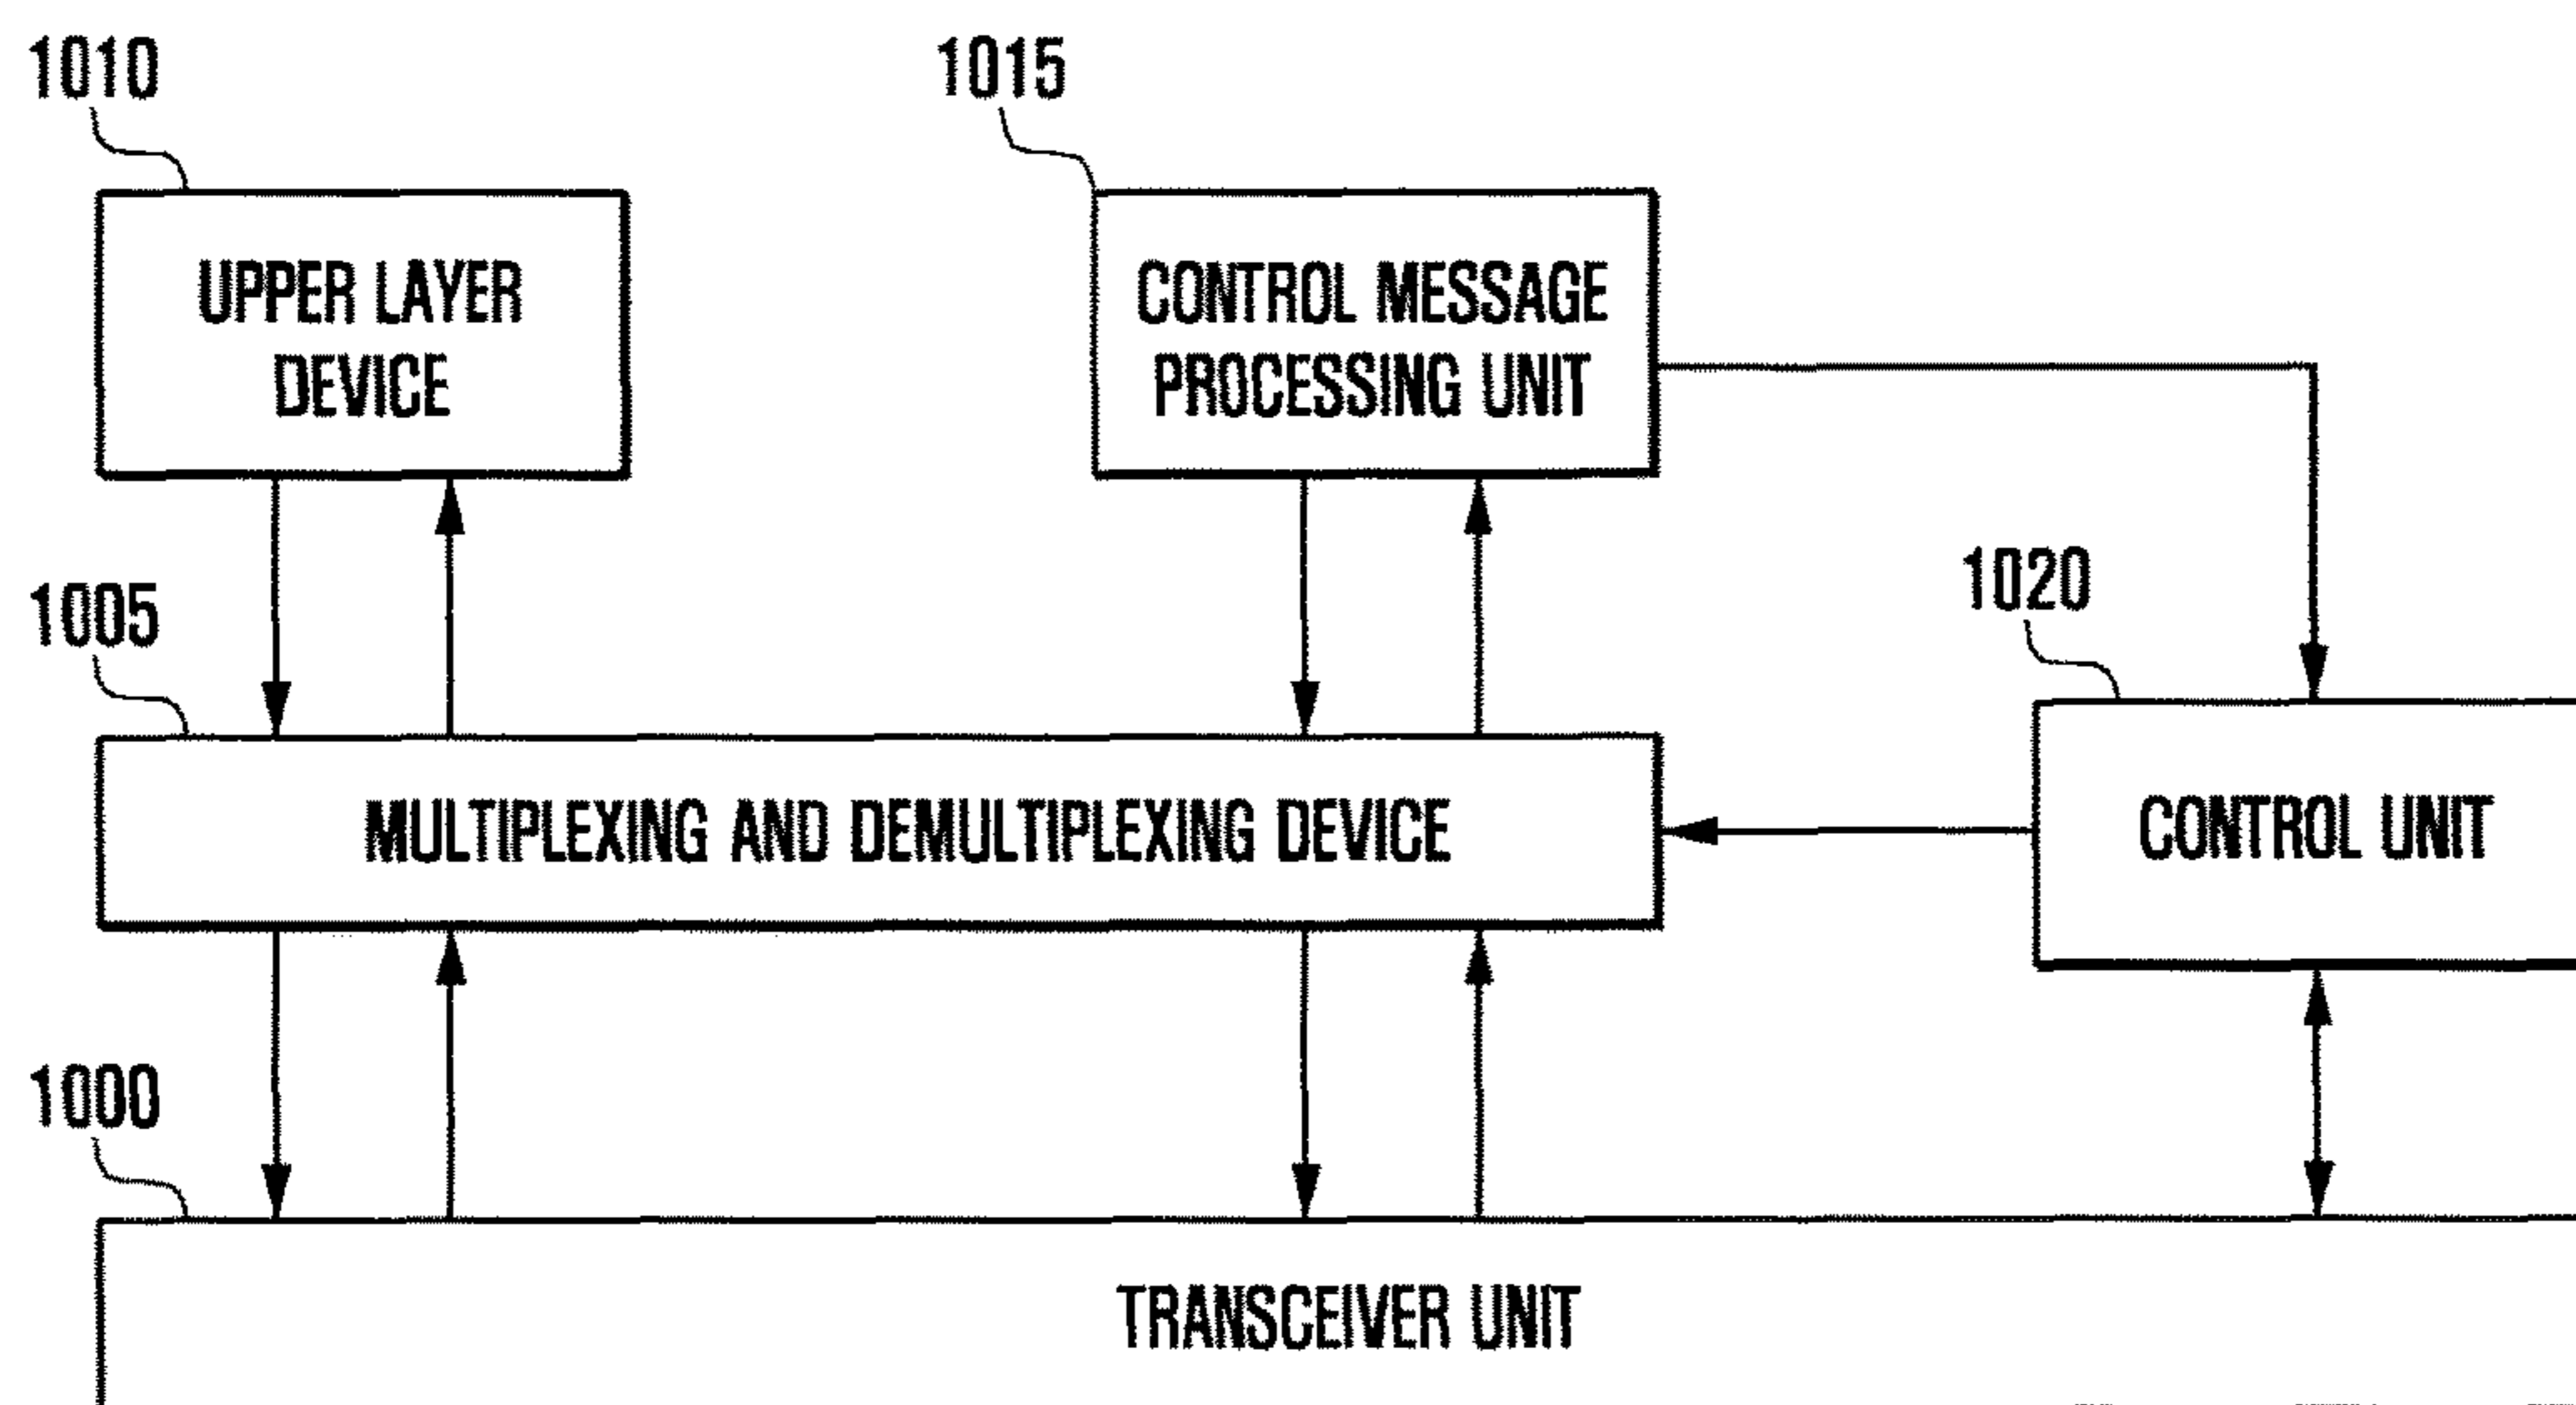 1010
1015
UPPER LAYER
DEVICE
CONTROL MESSAGE
PROCESSING UNIT
1005
1020
MULTIPLEXING AND DEMULTIPLEXING DEVICE
CONTROL UNIT
1000
TRANSCEIVER UNIT